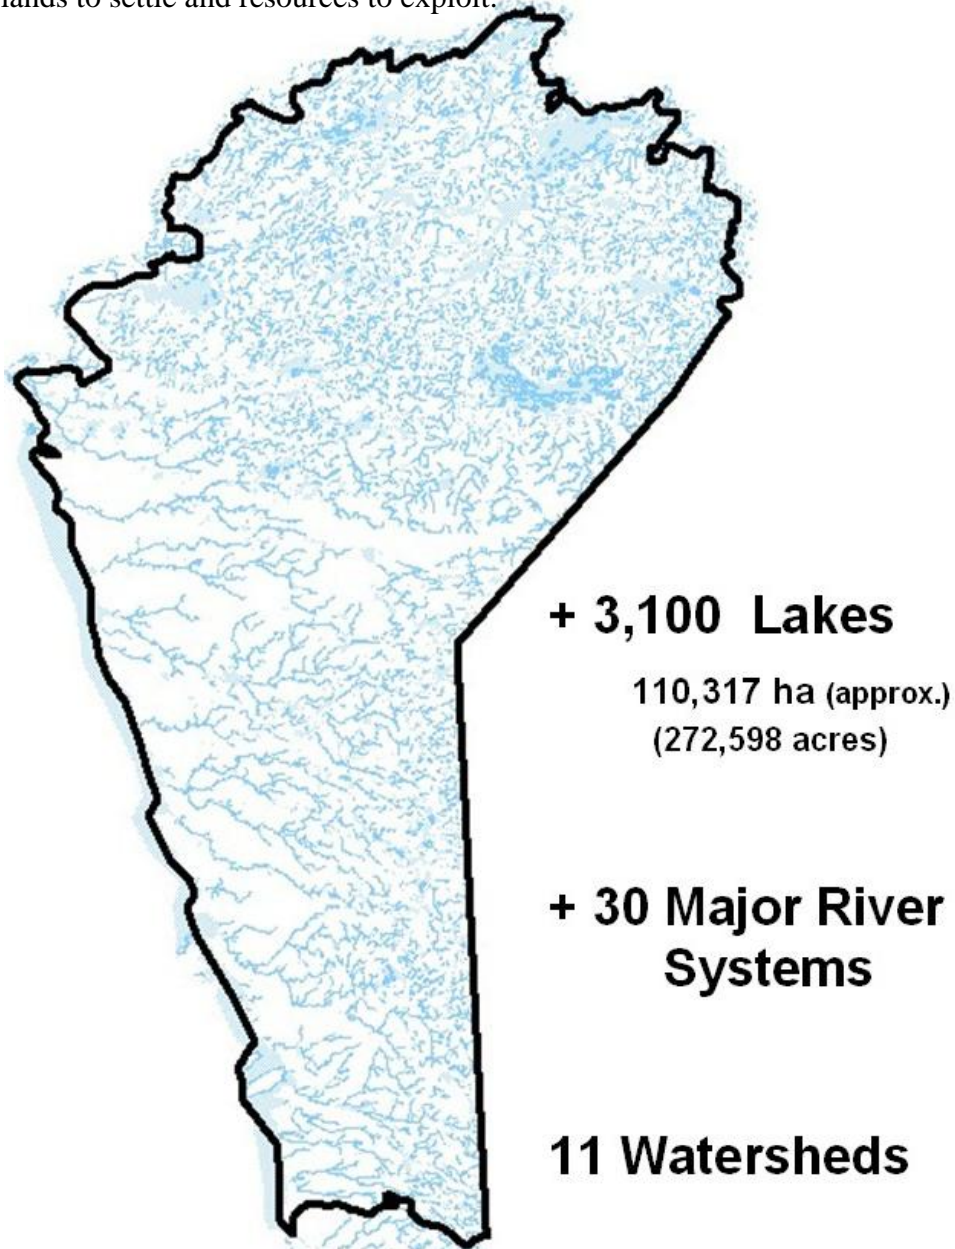 lands to settle and resources to exploit.
+ 3,100 Lakes
110,317 ha (approx.)
(272,598 acres)
+ 30 Major River
Systems
11 Watersheds